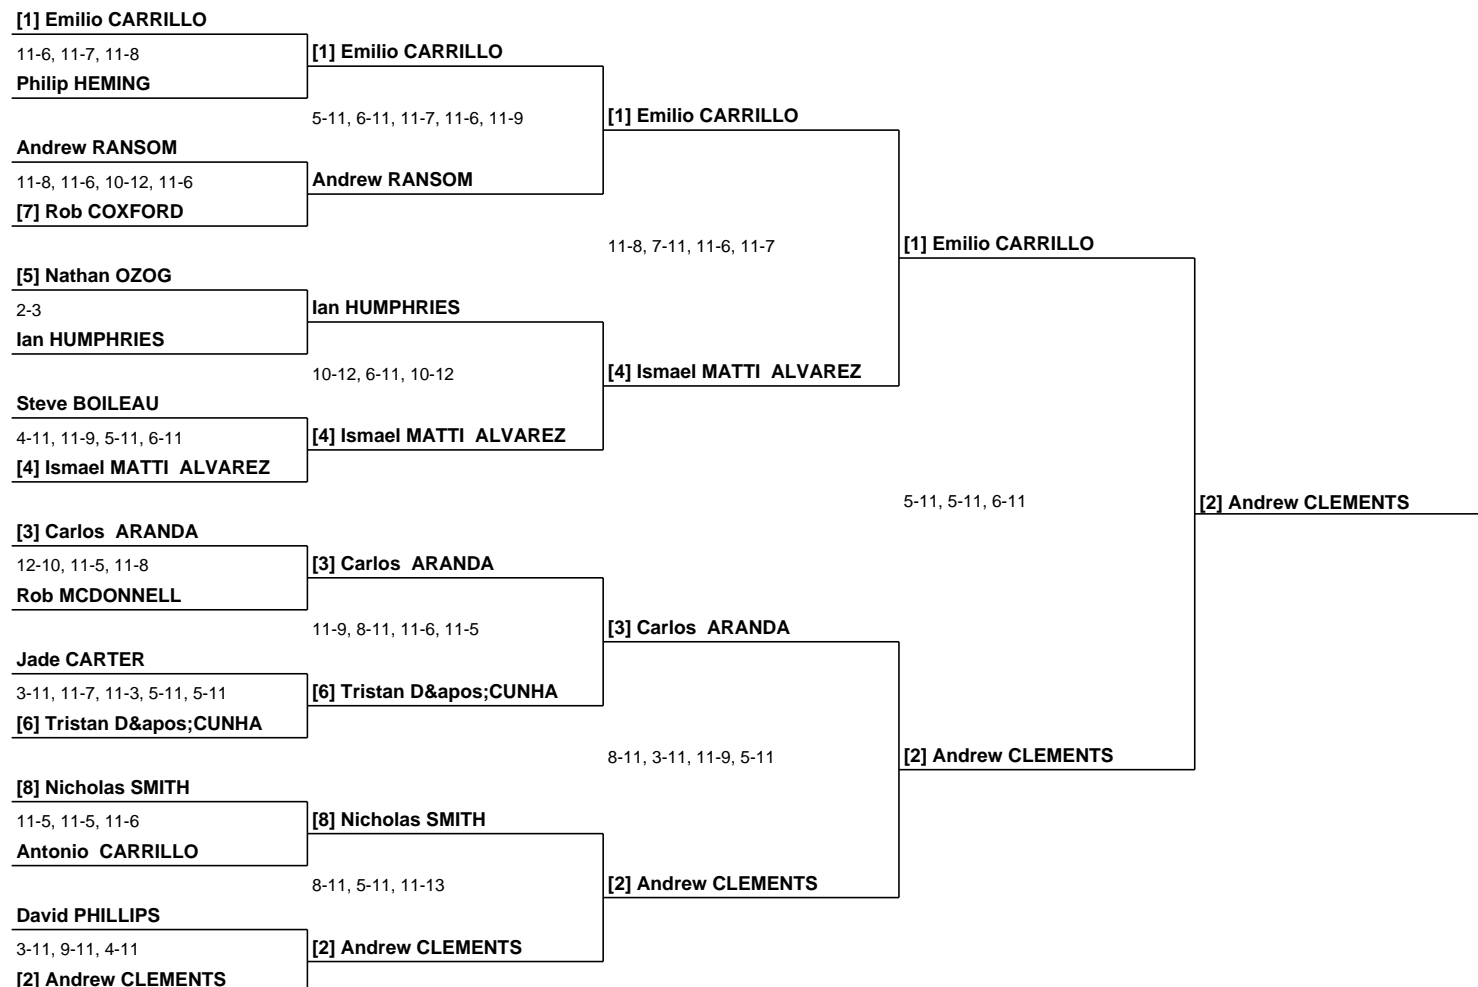 [1] Emilio CARRILLO
11-6, 11-7, 11-8
[1] Emilio CARRILLO
Philip HEMING
5-11, 6-11, 11-7, 11-6, 11-9
[1] Emilio CARRILLO
Andrew RANSOM
11-8, 11-6, 10-12, 11-6
Andrew RANSOM
[7] Rob COXFORD
11-8, 7-11, 11-6, 11-7
[1] Emilio CARRILLO
[5] Nathan OZOG
2-3
Ian HUMPHRIES
Ian HUMPHRIES
10-12, 6-11, 10-12
[4] Ismael MATTI  ALVAREZ
Steve BOILEAU
4-11, 11-9, 5-11, 6-11
[4] Ismael MATTI  ALVAREZ
[4] Ismael MATTI  ALVAREZ
5-11, 5-11, 6-11
[2] Andrew CLEMENTS
[3] Carlos  ARANDA
12-10, 11-5, 11-8
[3] Carlos  ARANDA
Rob MCDONNELL
11-9, 8-11, 11-6, 11-5
[3] Carlos  ARANDA
Jade CARTER
3-11, 11-7, 11-3, 5-11, 5-11
[6] Tristan D&apos;CUNHA
[6] Tristan D&apos;CUNHA
8-11, 3-11, 11-9, 5-11
[2] Andrew CLEMENTS
[8] Nicholas SMITH
11-5, 11-5, 11-6
[8] Nicholas SMITH
Antonio  CARRILLO
8-11, 5-11, 11-13
[2] Andrew CLEMENTS
David PHILLIPS
3-11, 9-11, 4-11
[2] Andrew CLEMENTS
[2] Andrew CLEMENTS